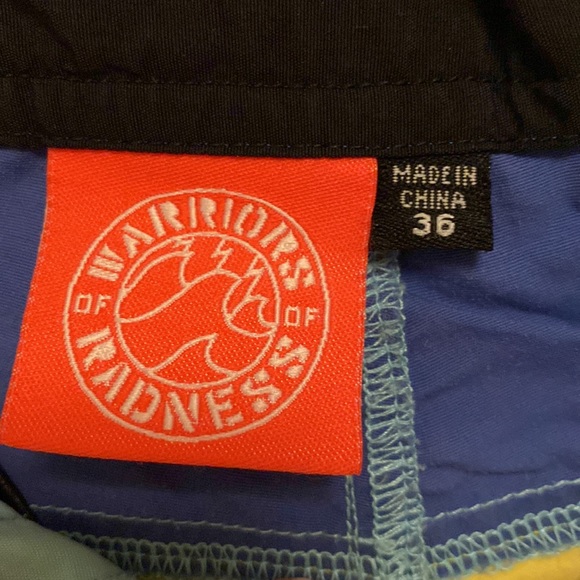 WARRIORS
OF OF
RADNESS
MADE IN
CHINA
36